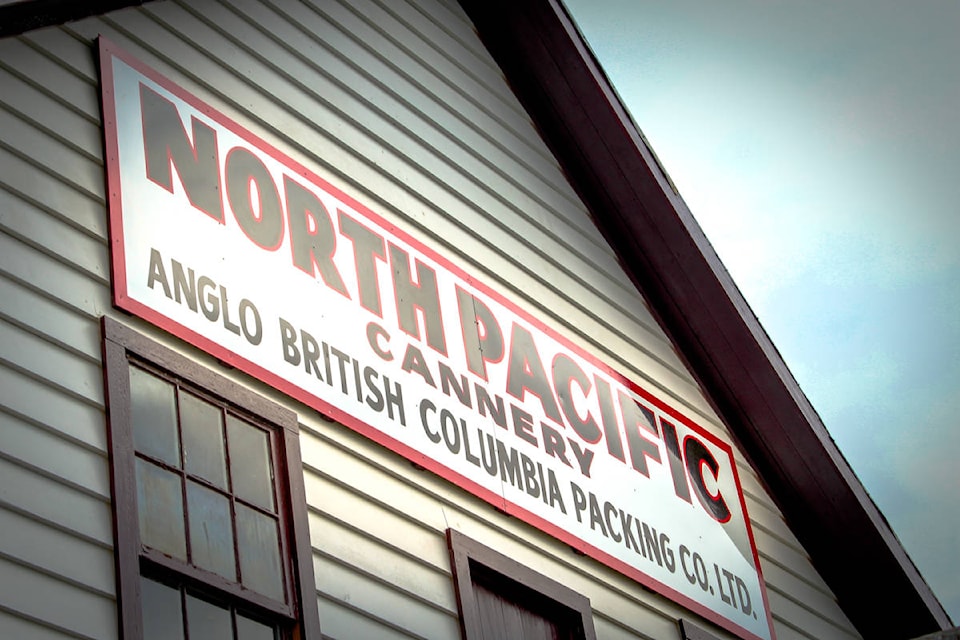 NORTH PACIFIC
CANNERY
ANGLO BRITISH COLUMBIA PACKING CO. LTD.